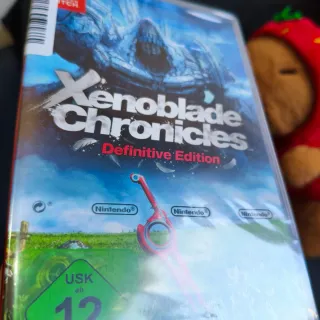 Xenoblade
Chronicles
Definitive Edition
Nintendo® Nintendo® Nintendo®
USK
ab
12